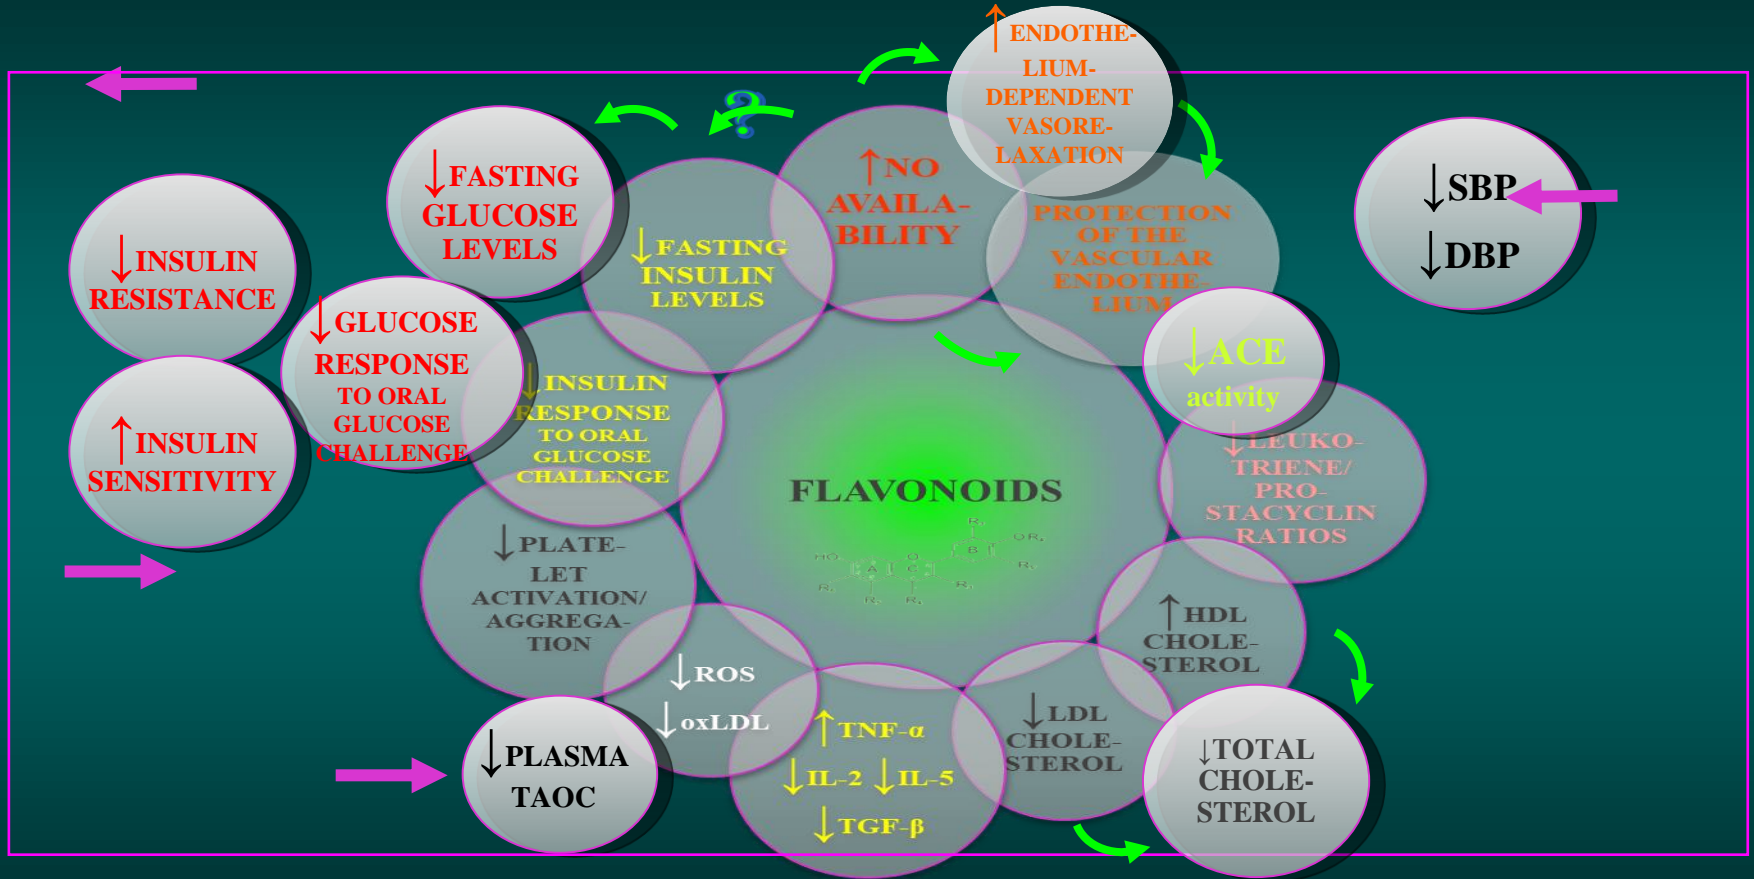 ↑ ENDOTHE-
LIUM-
DEPENDENT
VASORE-
LAXATION
?
↓FASTING
GLUCOSE
LEVELS
↑NO
AVAILA-
BILITY
PROTECTION
OF THE
VASCULAR
ENDOTHE-
LIUM
↓SBP
↓DBP
↓INSULIN
RESISTANCE
↓FASTING
INSULIN
LEVELS
↓GLUCOSE
RESPONSE
TO ORAL
GLUCOSE
CHALLENGE
↓INSULIN
RESPONSE
TO ORAL
GLUCOSE
CHALLENGE
↓ACE
activity
↑INSULIN
SENSITIVITY
↓LEUKO-
TRIENE/
PRO-
STACYCLIN
RATIOS
FLAVONOIDS
↓PLATE-
LET
ACTIVATION/
AGGREGA-
TION
↑HDL
CHOLE-
STEROL
↓ROS
↓oxLDL
↓PLASMA
TAOC
↑TNF-α
↓IL-2 ↓IL-5
↓TGF-β
↓LDL
CHOLE-
STEROL
↓TOTAL
CHOLE-
STEROL